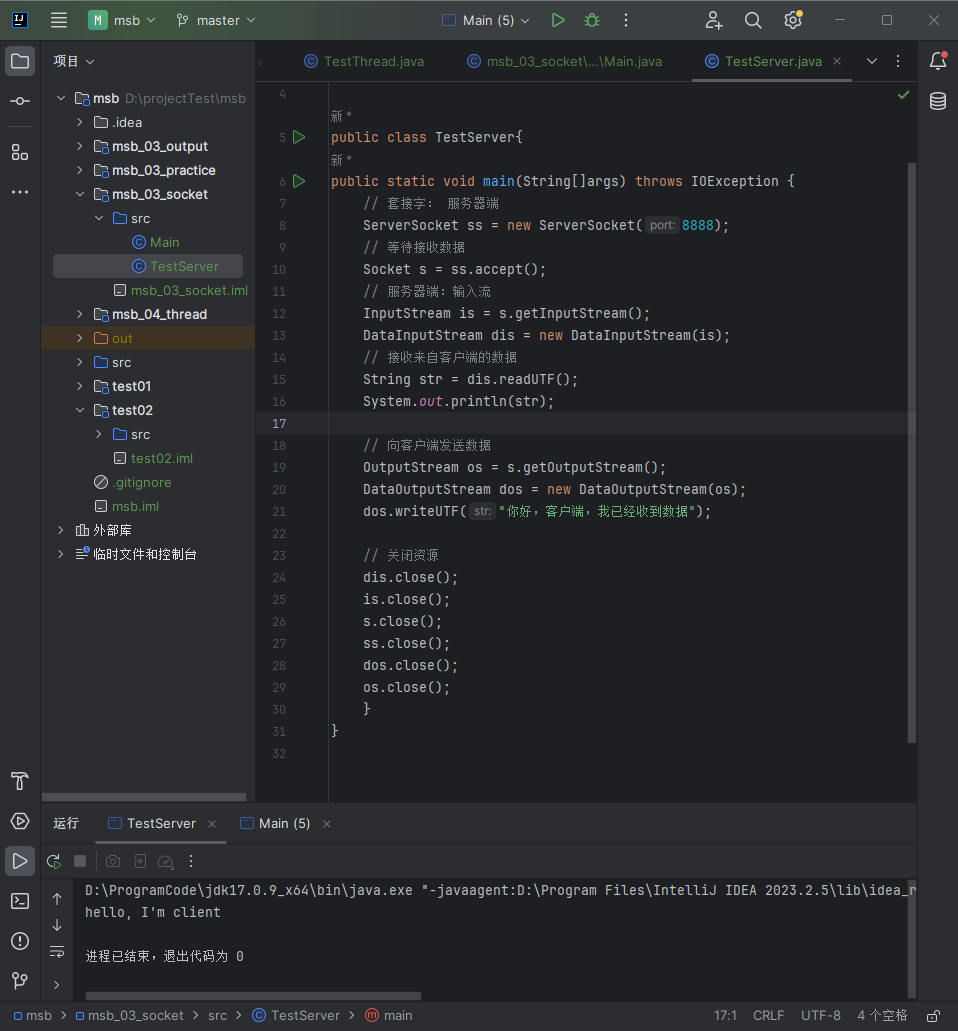 msb
master
Main (5)
项目
TestThread.java
msb_03_socket\...\Main.java
TestServer.java
msb D:\projectTest\msb
.idea
msb_03_output
msb_03_practice
msb_03_socket
src
Main
TestServer
msb_03_socket.iml
msb_04_thread
out
src
test01
test02
src
test02.iml
.gitignore
msb.iml
外部库
临时文件和控制台
4
新 *
5 public class TestServer{
新 *
6 public static void main(String[]args) throws IOException {
7 // 套接字： 服务器端
8 ServerSocket ss = new ServerSocket( port: 8888);
9 // 等待接收数据
10 Socket s = ss.accept();
11 // 服务器端：输入流
12 InputStream is = s.getInputStream();
13 DataInputStream dis = new DataInputStream(is);
14 // 接收来自客户端的数据
15 String str = dis.readUTF();
16 System.out.println(str);
17
18 // 向客户端发送数据
19 OutputStream os = s.getOutputStream();
20 DataOutputStream dos = new DataOutputStream(os);
21 dos.writeUTF( str: "你好，客户端，我已经收到数据");
22
23 // 关闭资源
24 dis.close();
25 is.close();
26 s.close();
27 ss.close();
28 dos.close();
29 os.close();
30 }
31 }
32
运行
TestServer
Main (5)
D:\ProgramCode\jdk17.0.9_x64\bin\java.exe "-javaagent:D:\Program Files\IntelliJ IDEA 2023.2.5\lib\idea_r
hello, I'm client
进程已结束，退出代码为 0
msb > msb_03_socket > src > TestServer > main
17:1 CRLF UTF-8 4 个空格